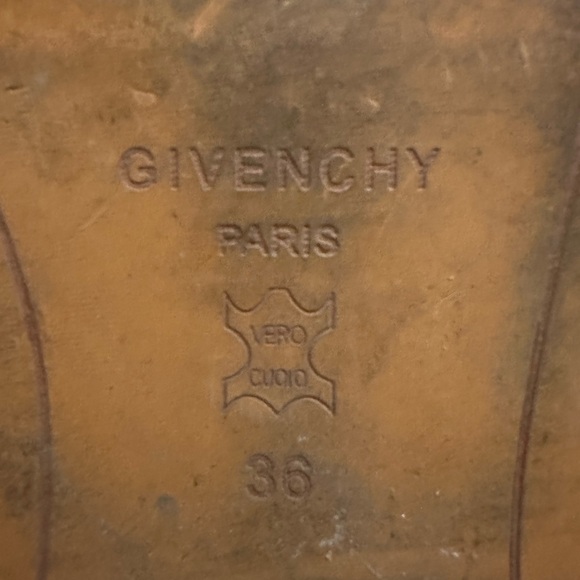 GIVENCHY
PARIS
VERO
CUOIO
36